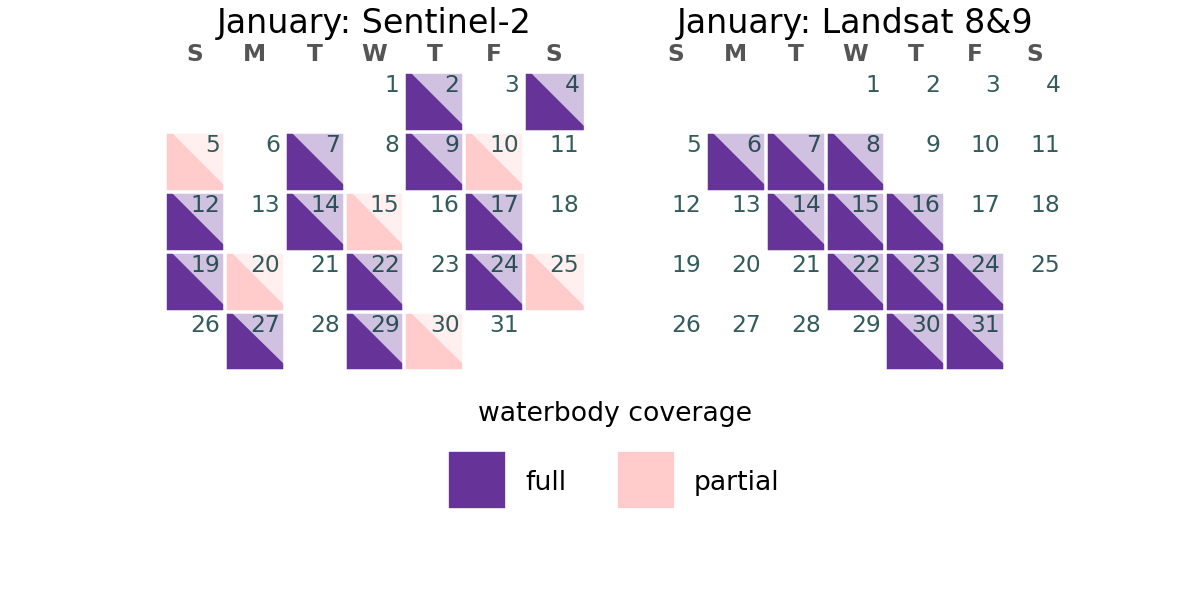 January: Sentinel-2
S M T W T F S
1 2 3 4
5 6 7 8 9 10 11
12 13 14 15 16 17 18
19 20 21 22 23 24 25
26 27 28 29 30 31
January: Landsat 8&9
S M T W T F S
1 2 3 4
5 6 7 8 9 10 11
12 13 14 15 16 17 18
19 20 21 22 23 24 25
26 27 28 29 30 31
waterbody coverage
full
partial